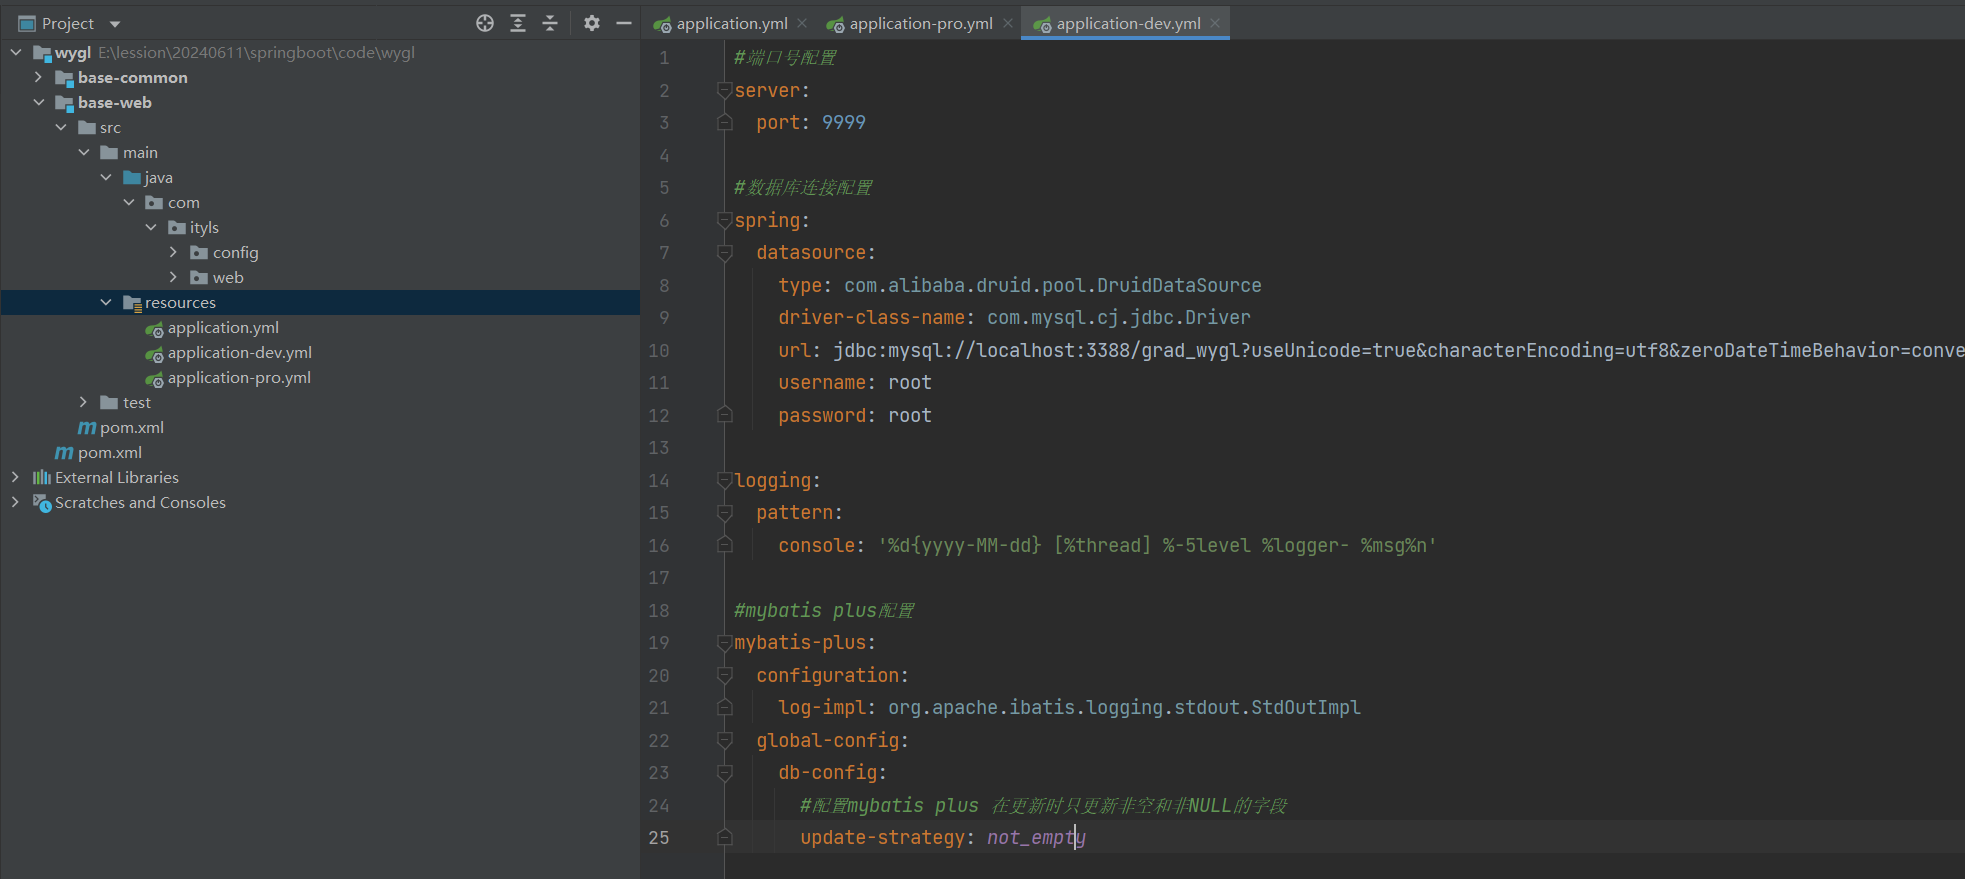 Project
wygl E:\lession\20240611\springboot\code\wygl
base-common
base-web
src
main
java
com
ityls
config
web
resources
application.yml
application-dev.yml
application-pro.yml
test
pom.xml
pom.xml
External Libraries
Scratches and Consoles
application.yml application-pro.yml application-dev.yml
1 #端口号配置
2 server:
3 port: 9999
4
5 #数据库连接配置
6 spring:
7 datasource:
8 type: com.alibaba.druid.pool.DruidDataSource
9 driver-class-name: com.mysql.cj.jdbc.Driver
10 url: jdbc:mysql://localhost:3388/grad_wygl?useUnicode=true&characterEncoding=utf8&zeroDateTimeBehavior=conve
11 username: root
12 password: root
13
14 logging:
15 pattern:
16 console: '%d{yyyy-MM-dd} [%thread] %-5level %logger- %msg%n'
17
18 #mybatis plus配置
19 mybatis-plus:
20 configuration:
21 log-impl: org.apache.ibatis.logging.stdout.StdOutImpl
22 global-config:
23 db-config:
24 #配置mybatis plus 在更新时只更新非空和非NULL的字段
25 update-strategy: not_empty